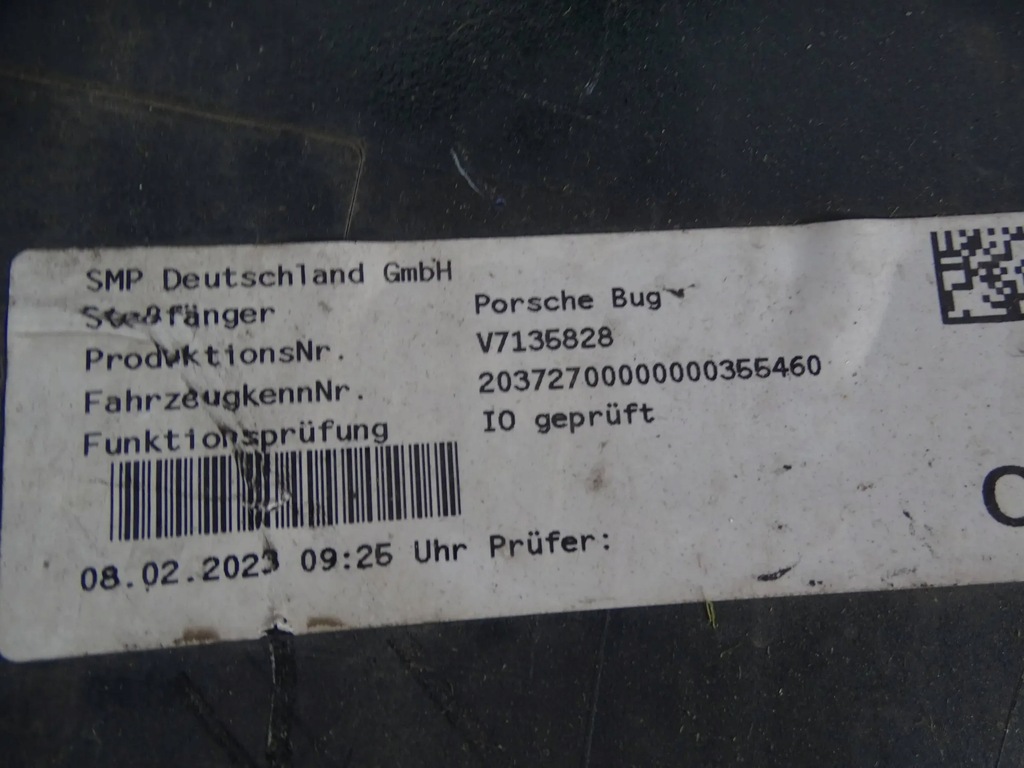 SMP Deutschland GmbH
Stoßfänger Porsche Bug
ProduktionsNr. V7135828
FahrzeugkennNr. 20372700000000355460
Funktionsprüfung IO geprüft
08.02.2023 09:25 Uhr Prüfer: